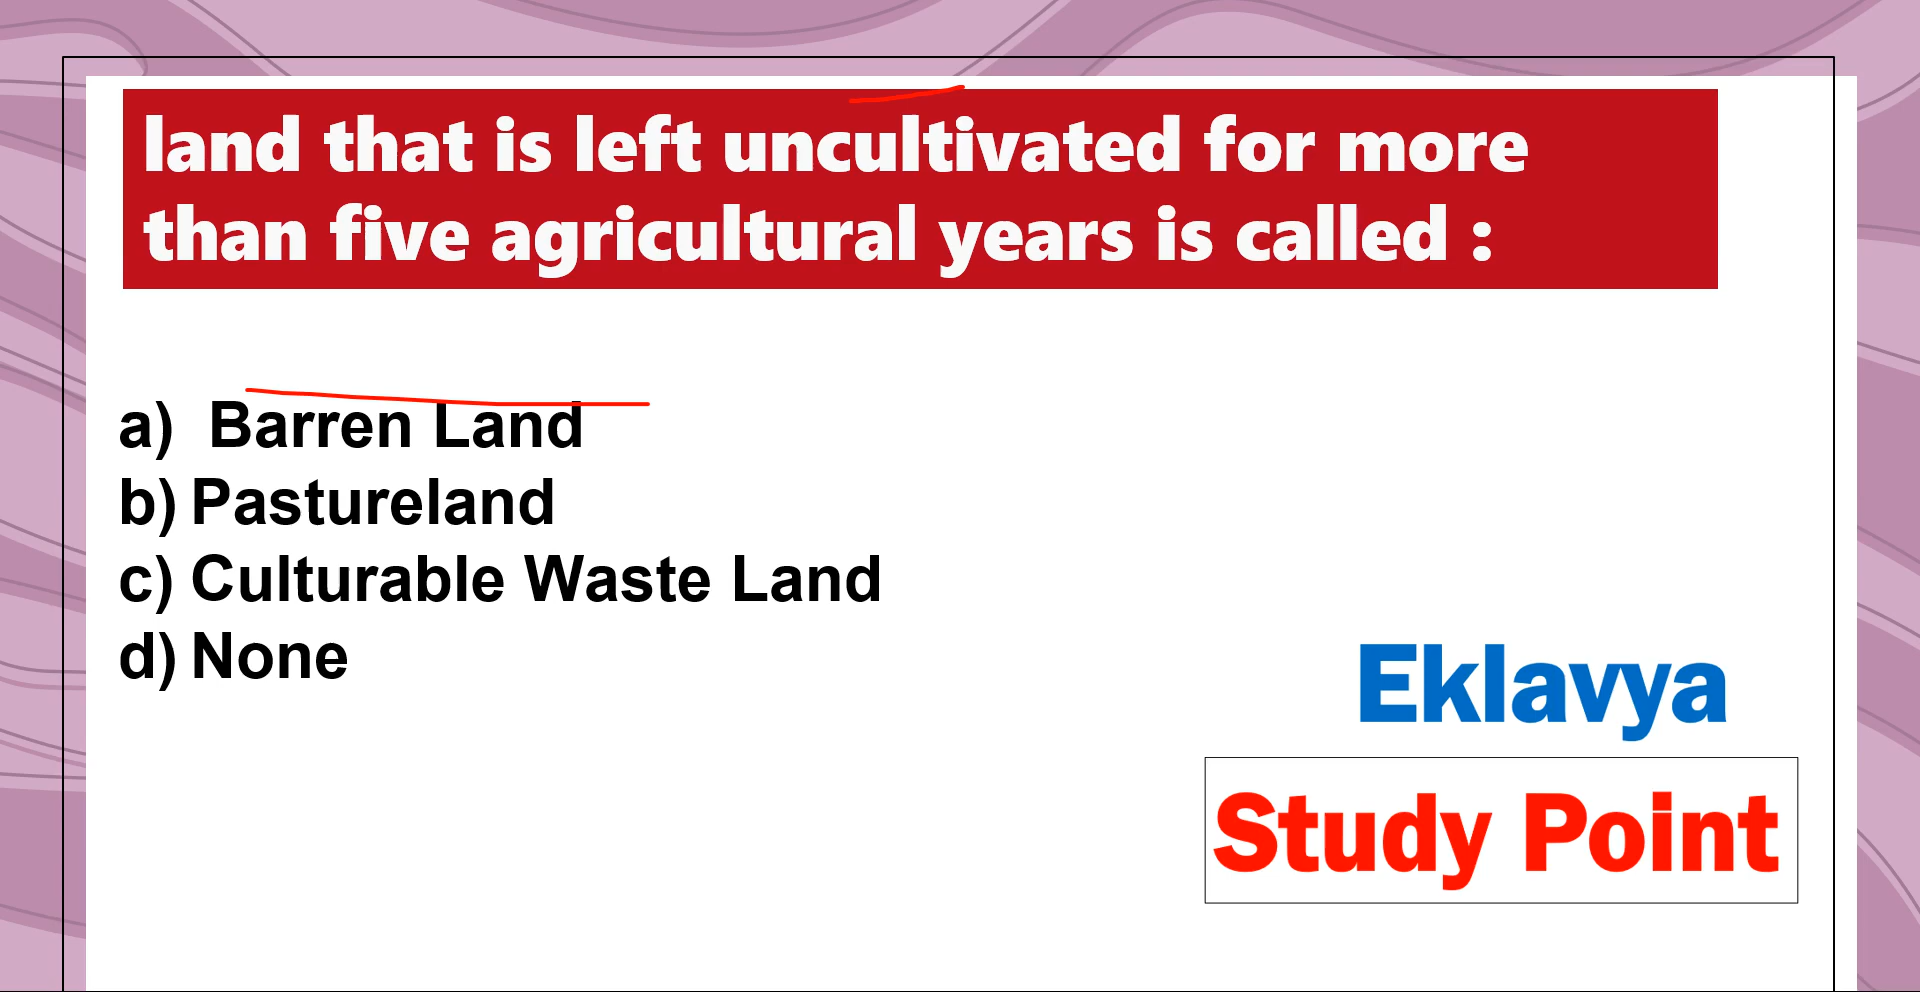 land that is left uncultivated for more
than five agricultural years is called :
a) Barren Land
b) Pastureland
c) Culturable Waste Land
d) None
Eklavya
Study Point